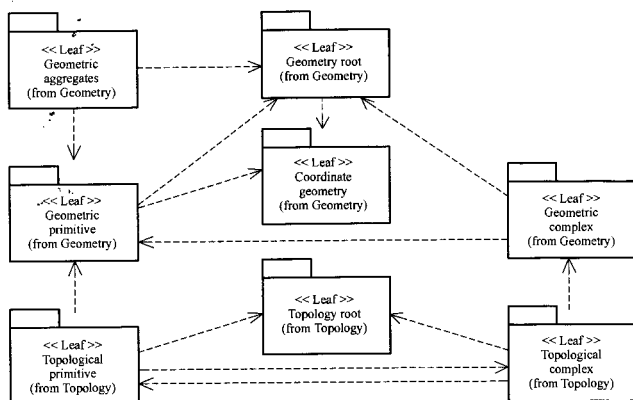 << Leaf >>
Geometric
aggregates
(from Geometry)
<< Leaf >>
Geometry root
(from Geometry)
<< Leaf >>
Geometric
primitive
(from Geometry)
<< Leaf >>
Coordinate
geometry
(from Geometry)
<< Leaf >>
Geometric
complex
(from Geometry)
<< Leaf >>
Topological
primitive
(from Topology)
<< Leaf >>
Topology root
(from Topology)
<< Leaf >>
Topological
complex
(from Topology)